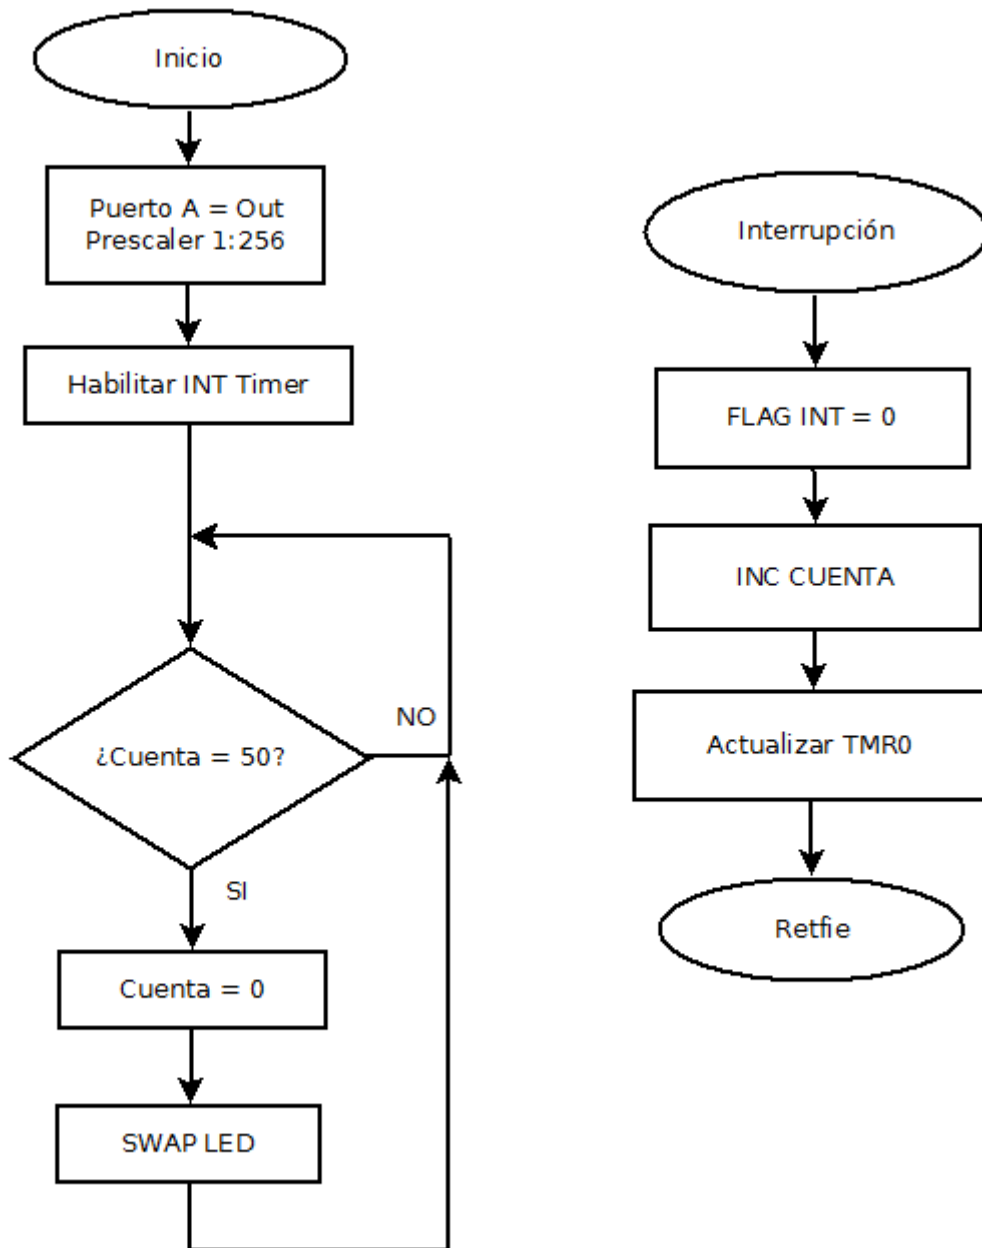 Inicio
Puerto A = Out
Prescaler 1:256
Habilitar INT Timer
¿Cuenta = 50?
NO
SI
Cuenta = 0
SWAP LED
Interrupción
FLAG INT = 0
INC CUENTA
Actualizar TMR0
Retfie